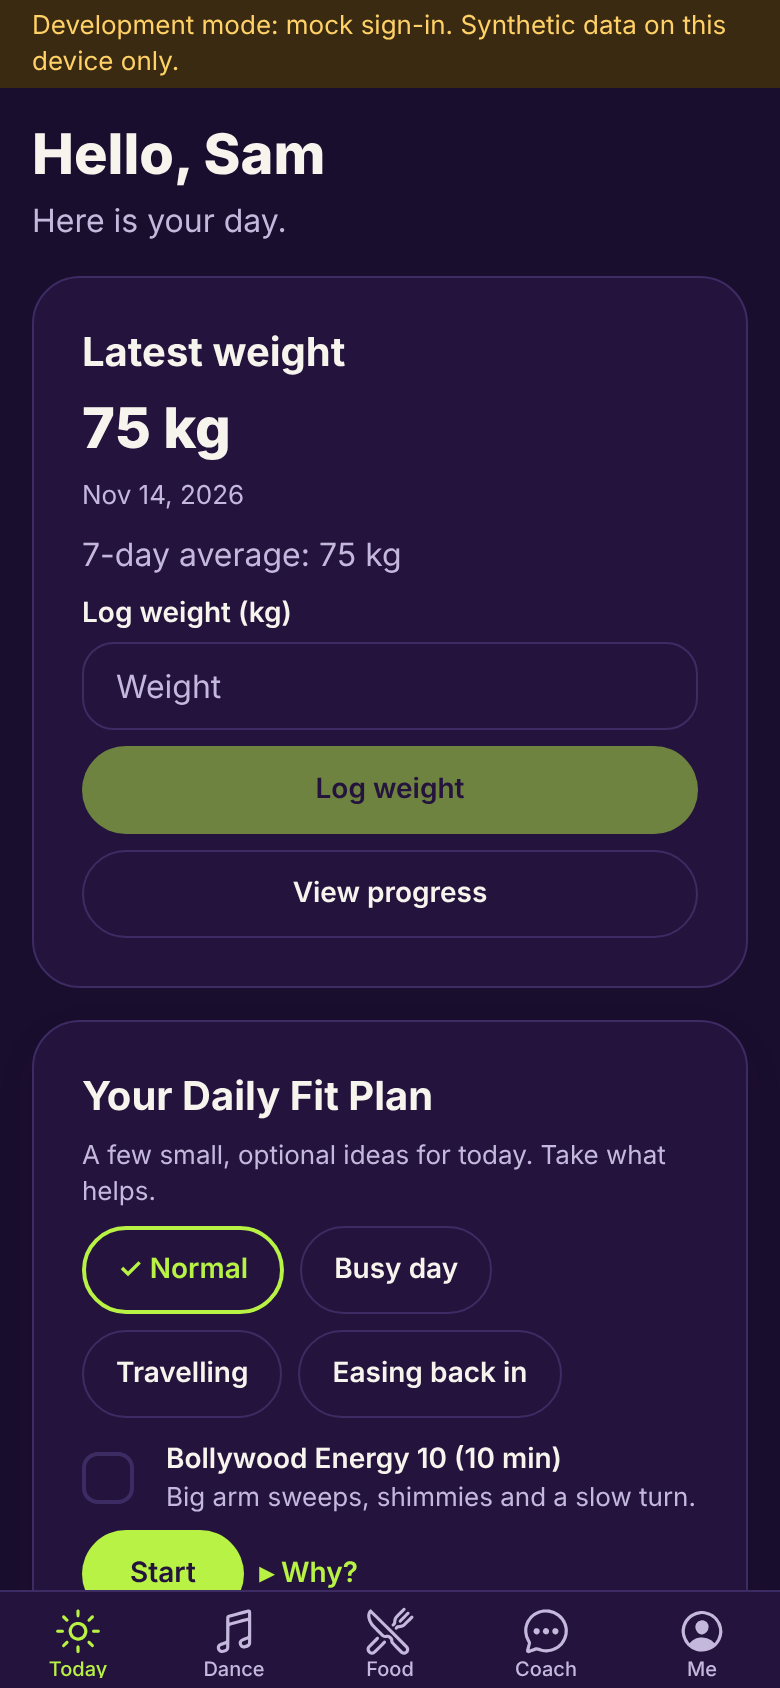 Development mode: mock sign-in. Synthetic data on this
device only.
Hello, Sam
Here is your day.
Latest weight
75 kg
Nov 14, 2026
7-day average: 75 kg
Log weight (kg)
Weight
Log weight
View progress
Your Daily Fit Plan
A few small, optional ideas for today. Take what
helps.
✓ Normal
Busy day
Travelling
Easing back in
Bollywood Energy 10 (10 min)
Big arm sweeps, shimmies and a slow turn.
Start
▸ Why?
Today
Dance
Food
Coach
Me